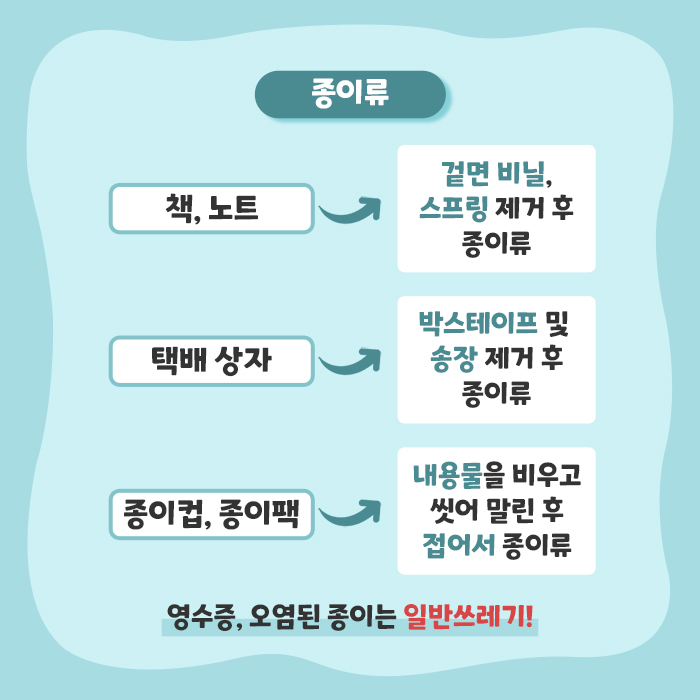 종이류
책, 노트
겉면 비닐,
스프링 제거 후
종이류
택배 상자
박스테이프 및
송장 제거 후
종이류
종이컵, 종이팩
내용물을 비우고
씻어 말린 후
접어서 종이류
영수증, 오염된 종이는 일반쓰레기!